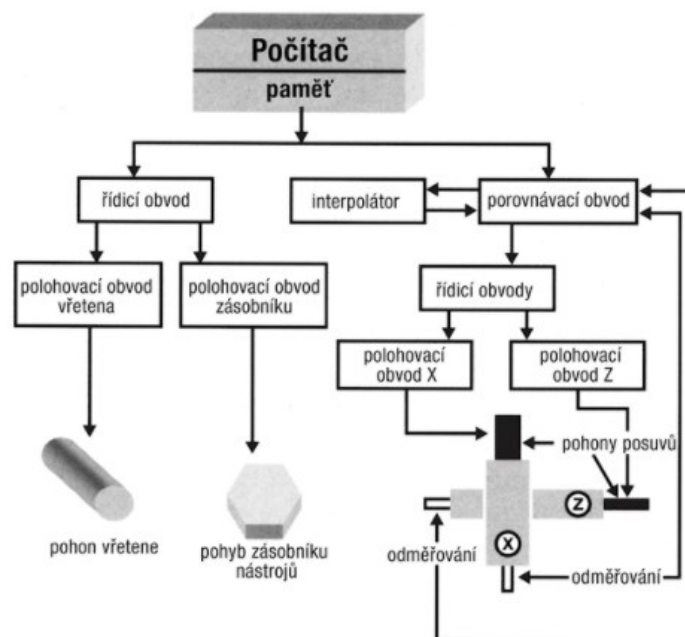 Počítač
paměť
řídicí obvod
interpolátor
porovnávací obvod
polohovací obvod
vřetena
polohovací obvod
zásobníku
řídicí obvody
polohovací
obvod X
polohovací
obvod Z
pohony posuvů
Z
X
odměřování
odměřování
pohon vřetene
pohyb zásobníku
nástrojů